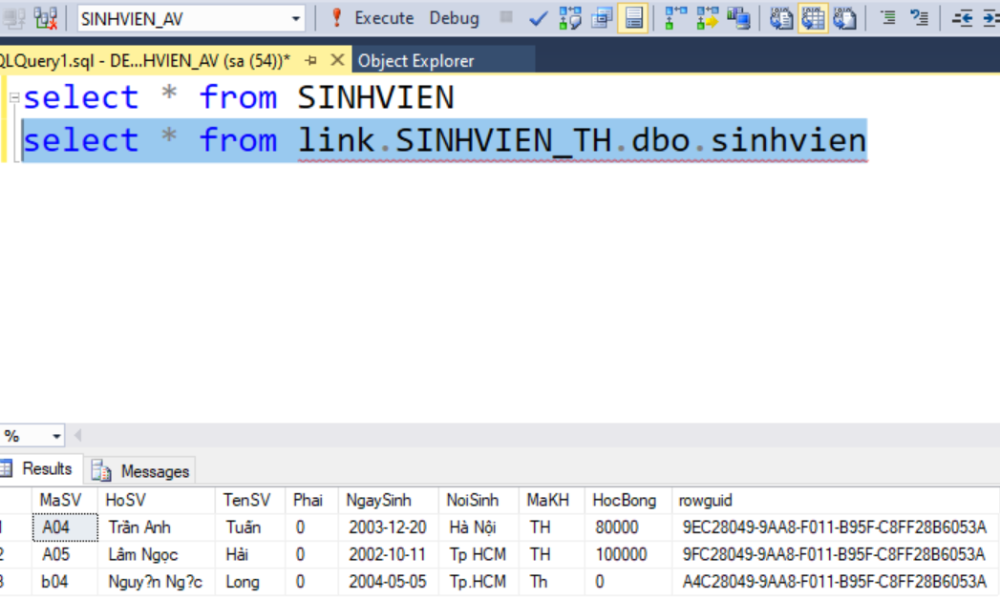 SINHVIEN_AV Execute Debug
QLQuery1.sql - DE...HVIEN_AV (sa (54))* Object Explorer
select * from SINHVIEN
select * from link.SINHVIEN_TH.dbo.sinhvien
%
Results Messages
MaSV HoSV TenSV Phai NgaySinh NoiSinh MaKH HocBong rowguid
1 A04 Trần Anh Tuấn 0 2003-12-20 Hà Nội TH 80000 9EC28049-9AA8-F011-B95F-C8FF28B6053A
2 A05 Lâm Ngọc Hải 0 2002-10-11 Tp HCM TH 100000 9FC28049-9AA8-F011-B95F-C8FF28B6053A
3 b04 Nguy?n Ng?c Long 0 2004-05-05 Tp.HCM Th 0 A4C28049-9AA8-F011-B95F-C8FF28B6053A